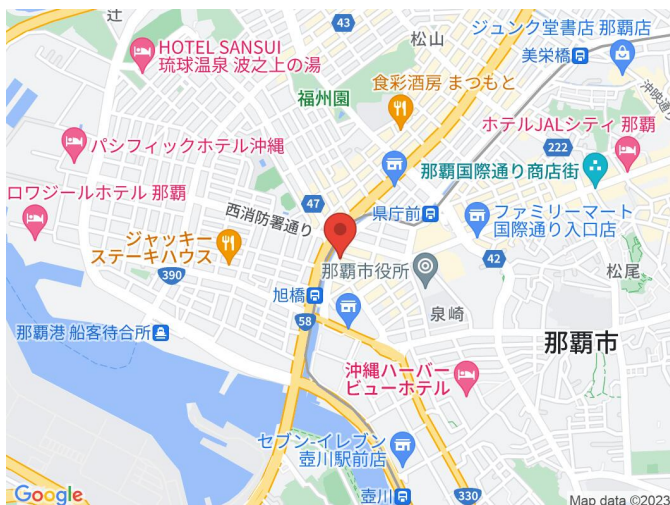 辻
43
松山
ジュンク堂書店 那覇店
美栄橋
HOTEL SANSUI
琉球温泉 波之上の湯
沖映通り
食彩酒房 まつもと
福州園
ホテルJALシティ 那覇
222
パシフィックホテル沖縄
那覇国際通り商店街
ロワジールホテル 那覇
47
西消防署通り
県庁前
ファミリーマート
国際通り入口店
ジャッキー
ステーキハウス
那覇市役所
42
松尾
390
旭橋
泉崎
58
那覇港 船客待合所
那覇市
沖縄ハーバー
ビューホテル
セブン-イレブン
壺川駅前店
壺川
330
Google
Map data ©2023